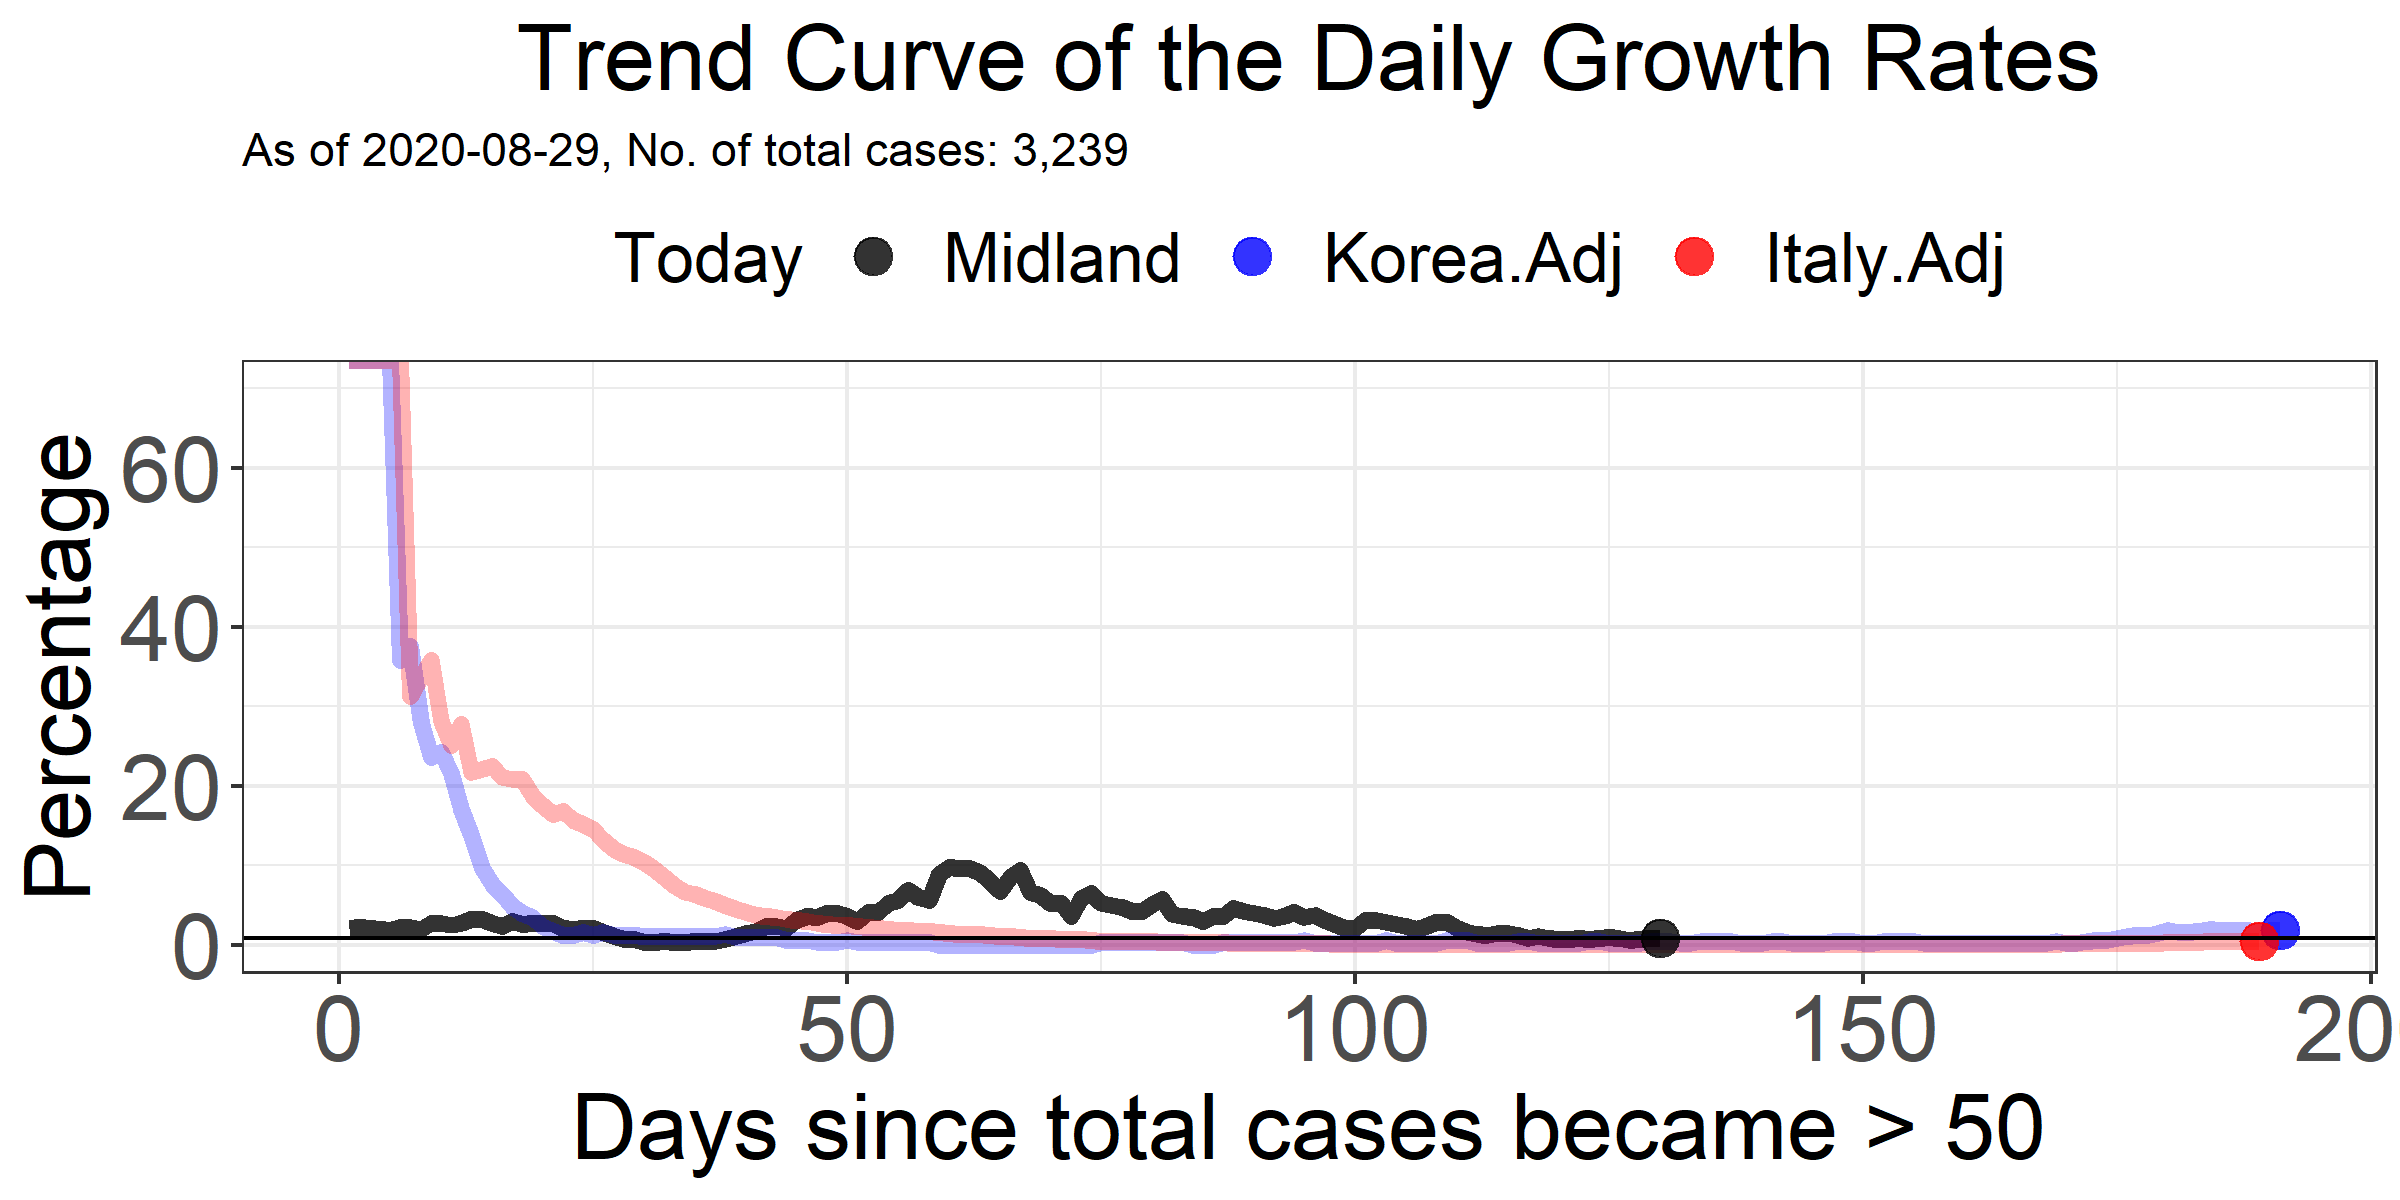 Trend Curve of the Daily Growth Rates
As of 2020-08-29, No. of total cases: 3,239
Today Midland Korea.Adj Italy.Adj
Percentage
60
40
20
0
0 50 100 150 20
Days since total cases became > 50